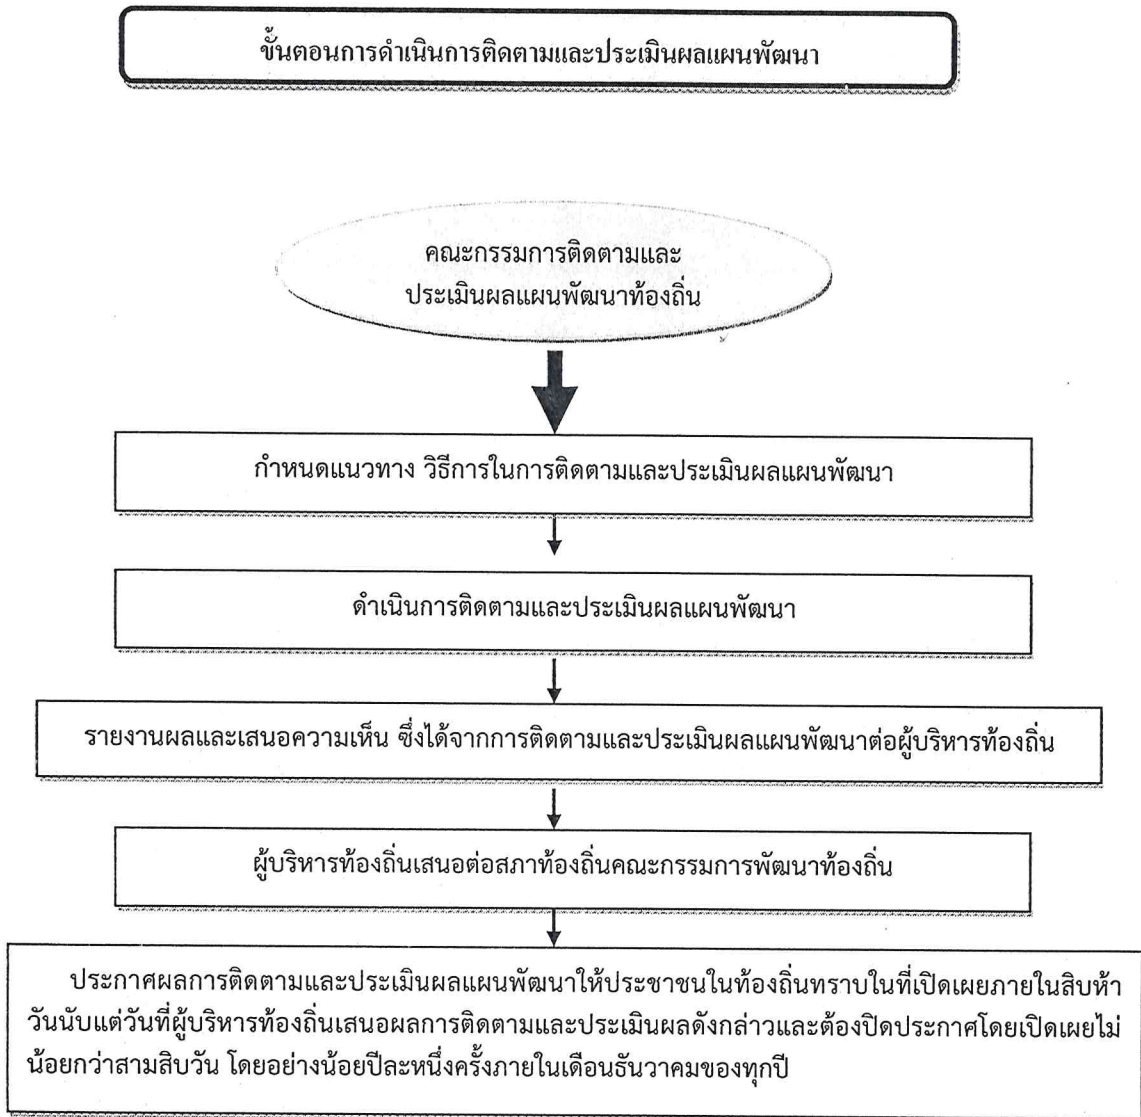 ขั้นตอนการดำเนินการติดตามและประเมินผลแผนพัฒนา
คณะกรรมการติดตามและ
ประเมินผลแผนพัฒนาท้องถิ่น
กำหนดแนวทาง วิธีการในการติดตามและประเมินผลแผนพัฒนา
ดำเนินการติดตามและประเมินผลแผนพัฒนา
รายงานผลและเสนอความเห็น ซึ่งได้จากการติดตามและประเมินผลแผนพัฒนาต่อผู้บริหารท้องถิ่น
ผู้บริหารท้องถิ่นเสนอต่อสภาท้องถิ่นคณะกรรมการพัฒนาท้องถิ่น
ประกาศผลการติดตามและประเมินผลแผนพัฒนาให้ประชาชนในท้องถิ่นทราบในที่เปิดเผยภายในสิบห้า
วันนับแต่วันที่ผู้บริหารท้องถิ่นเสนอผลการติดตามและประเมินผลดังกล่าวและต้องปิดประกาศโดยเปิดเผยไม่
น้อยกว่าสามสิบวัน โดยอย่างน้อยปีละหนึ่งครั้งภายในเดือนธันวาคมของทุกปี